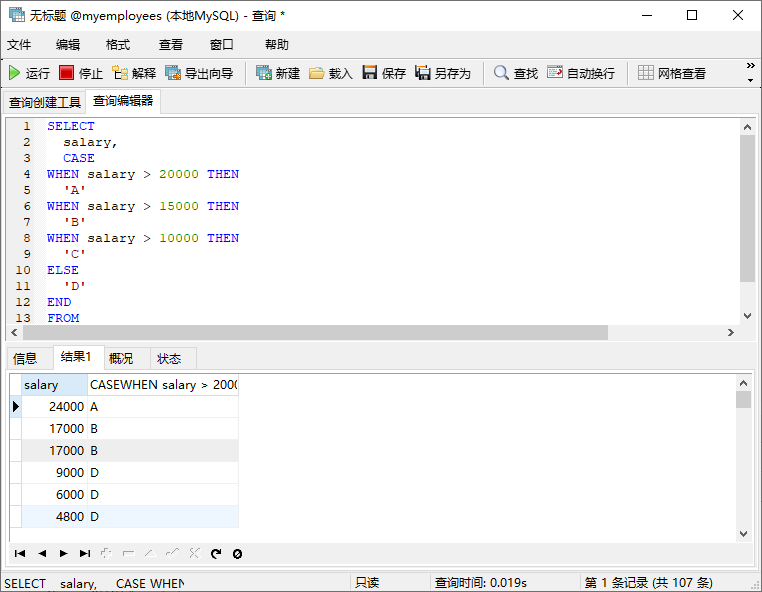 无标题 @myemployees (本地MySQL) - 查询 *
文件 编辑 格式 查看 窗口 帮助
运行 停止 解释 导出向导 新建 载入 保存 另存为 查找 自动换行 网格查看
查询创建工具 查询编辑器
1 SELECT
2 salary,
3 CASE
4 WHEN salary > 20000 THEN
5 'A'
6 WHEN salary > 15000 THEN
7 'B'
8 WHEN salary > 10000 THEN
9 'C'
10 ELSE
11 'D'
12 END
13 FROM
信息 结果1 概况 状态
salary CASEWHEN salary > 2000
24000 A
17000 B
17000 B
9000 D
6000 D
4800 D
SELECT salary, CASE WHEN 只读 查询时间: 0.019s 第 1 条记录 (共 107 条)